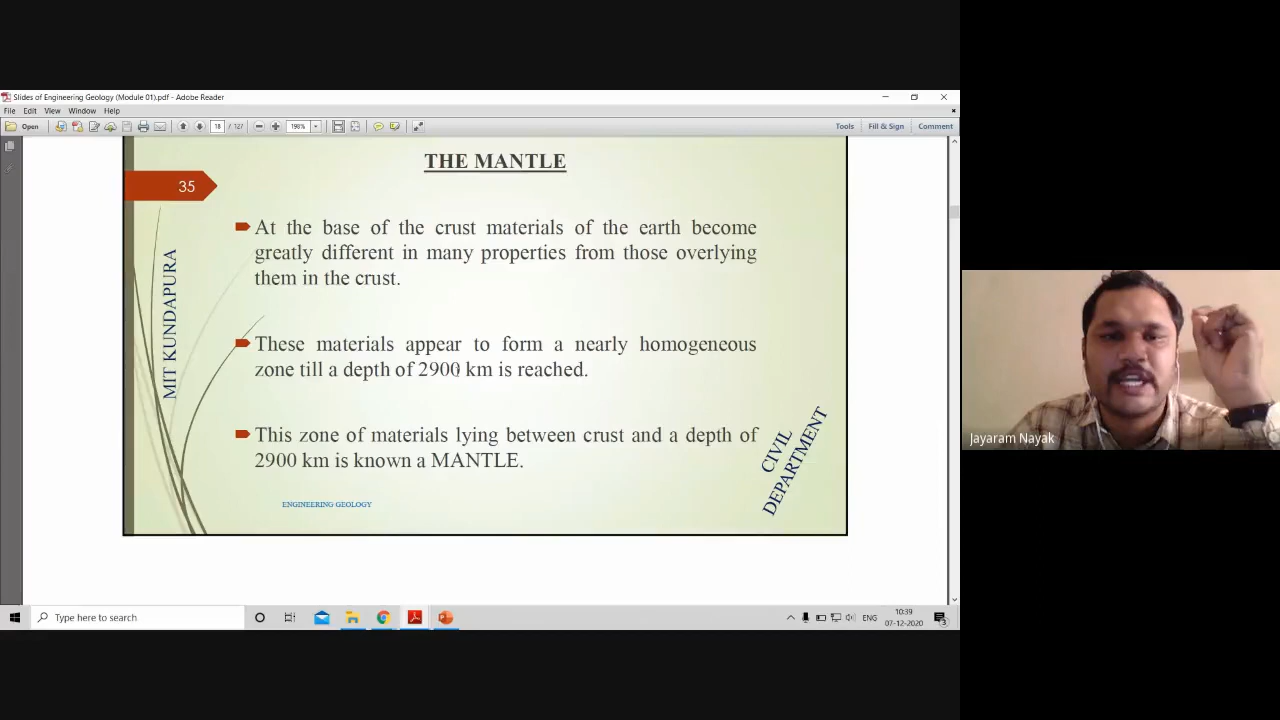 Slides of Engineering Geology (Module 01).pdf - Adobe Reader
File Edit View Window Help
Open 18 / 127 198% Tools Fill & Sign Comment
THE MANTLE
35
At the base of the crust materials of the earth become
greatly different in many properties from those overlying
them in the crust.
These materials appear to form a nearly homogeneous
zone till a depth of 2900 km is reached.
This zone of materials lying between crust and a depth of
2900 km is known a MANTLE.
MIT KUNDAPURA
CIVIL
DEPARTMENT
ENGINEERING GEOLOGY
Jayaram Nayak
Type here to search
ENG
10:39
07-12-2020
3